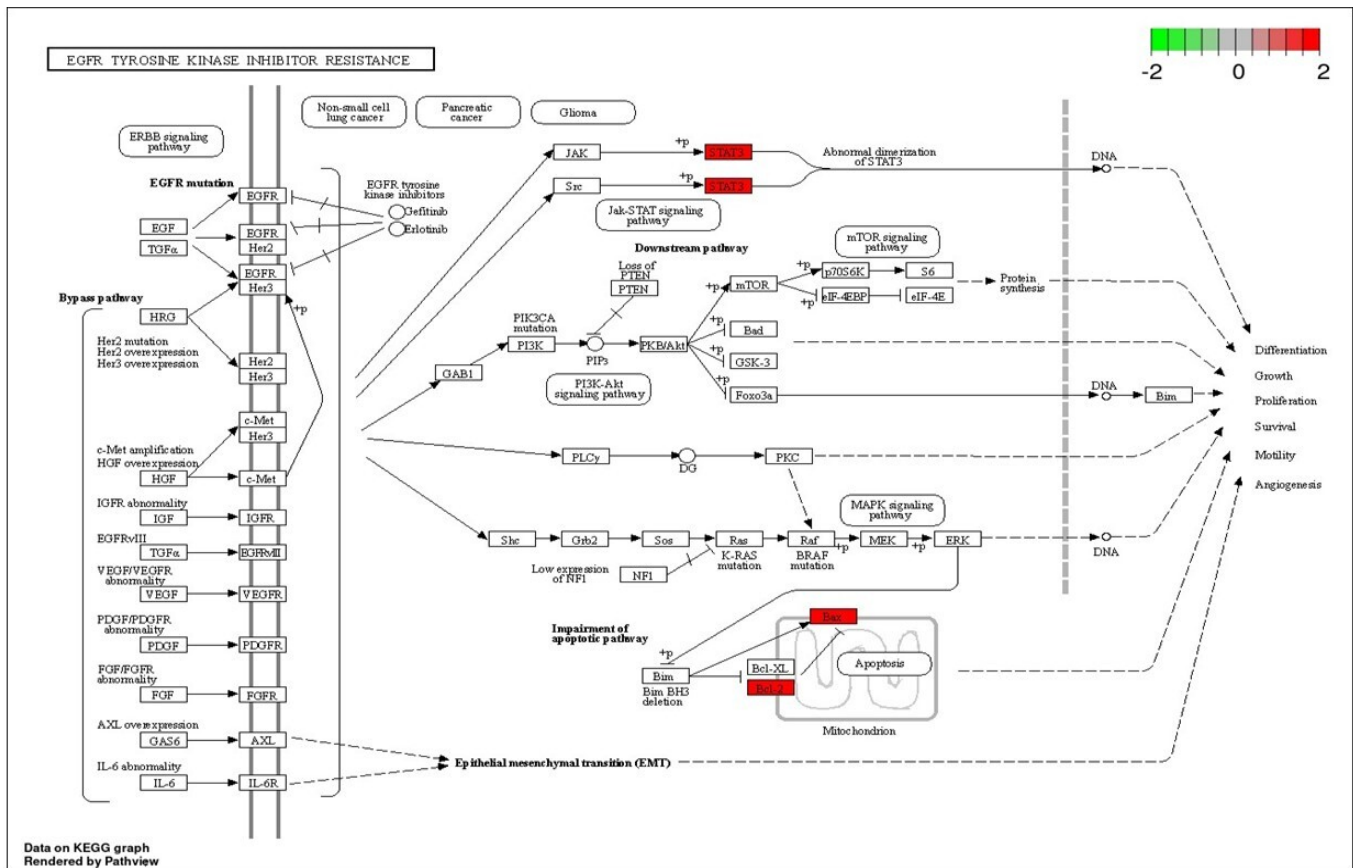 EGFR TYROSINE KINASE INHIBITOR RESISTANCE
-2
0
2
Non-small cell
lung cancer
Pancreatic
cancer
Glioma
ERBB signaling
pathway
EGFR mutation
EGF
TGFα
EGFR
EGFR
Her2
EGFR
Her3
EGFR tyrosine
kinase inhibitors
Gefitinib
Erlotinib
+p
Bypass pathway
HRG
Her2 mutation
Her2 overexpression
Her3 overexpression
Her2
Her3
c-Met
Her3
c-Met amplification
HGF overexpression
HGF
c-Met
IGFR abnormality
IGF
IGFR
EGFRvIII
TGFα
EGFRvIII
VEGF/VEGFR
abnormality
VEGF
VEGFR
PDGF/PDGFR
abnormality
PDGF
PDGFR
FGF/FGFR
abnormality
FGF
FGFR
AXL overexpression
GAS6
AXL
IL-6 abnormality
IL-6
IL-6R
JAK
+p
STAT3
Abnormal dimerization
of STAT3
DNA
Src
+p
STAT3
Jak-STAT signaling
pathway
Downstream pathway
mTOR signaling
pathway
Loss of
PTEN
PTEN
+p
mTOR
+p
p70S6K
S6
+p
eIF-4EBP
eIF-4E
Protein
synthesis
PIK3CA
mutation
GAB1
PI3K
PIP3
PKB/Akt
+p
Bad
+p
GSK-3
+p
Foxo3a
PI3K-Akt
signaling pathway
DNA
Bim
Differentiation
Growth
Proliferation
Survival
Motility
Angiogenesis
PLCγ
DG
PKC
MAPK signaling
pathway
Shc
Grb2
Sos
Ras
Raf
+p
MEK
+p
ERK
DNA
K-RAS
mutation
BRAF
mutation
Low expression
of NF1
NF1
Impairment of
apoptotic pathway
+p
Bim
Bim BH3
deletion
Bax
Bcl-XL
Bcl-2
Apoptosis
Mitochondrion
Epithelial mesenchymal transition (EMT)
Data on KEGG graph
Rendered by Pathview